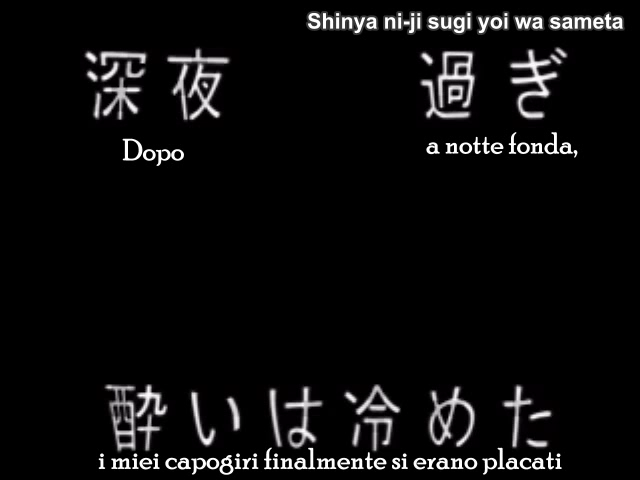 Shinya ni-ji sugi yoi wa sameta
深夜 過ぎ
Dopo a notte fonda,
酔いは冷めた
i miei capogiri finalmente si erano placati